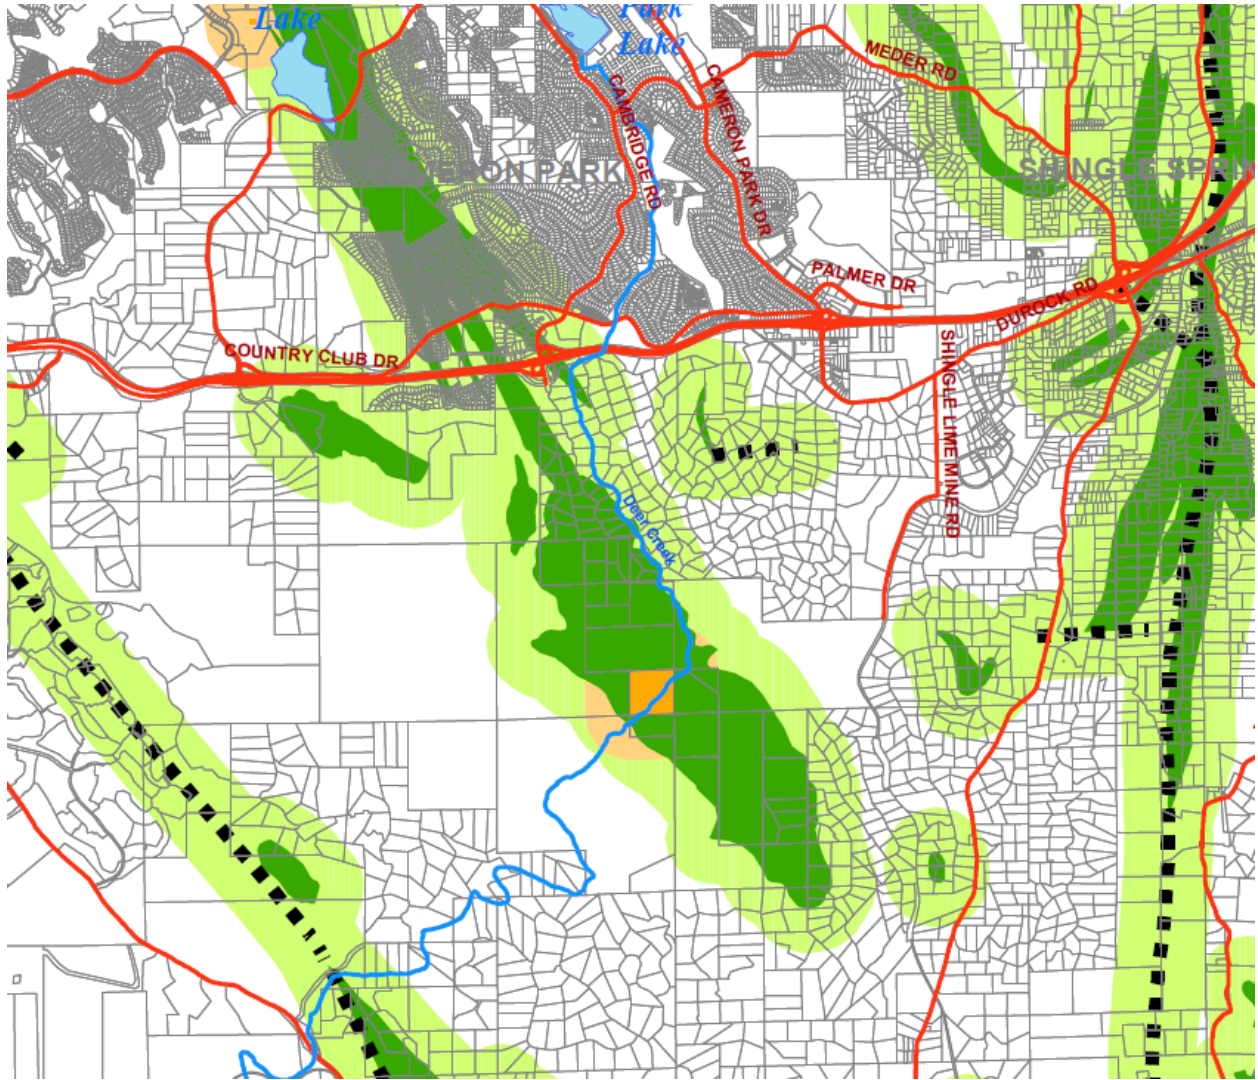 Lake
Park
Lake
MEDER RD
CAMERON PARK DR
CAMBRIDGE RD
PARK
PALMER DR
DUROCK RD
COUNTRY CLUB DR
SHINGLE LIME MINE RD
Deer Creek